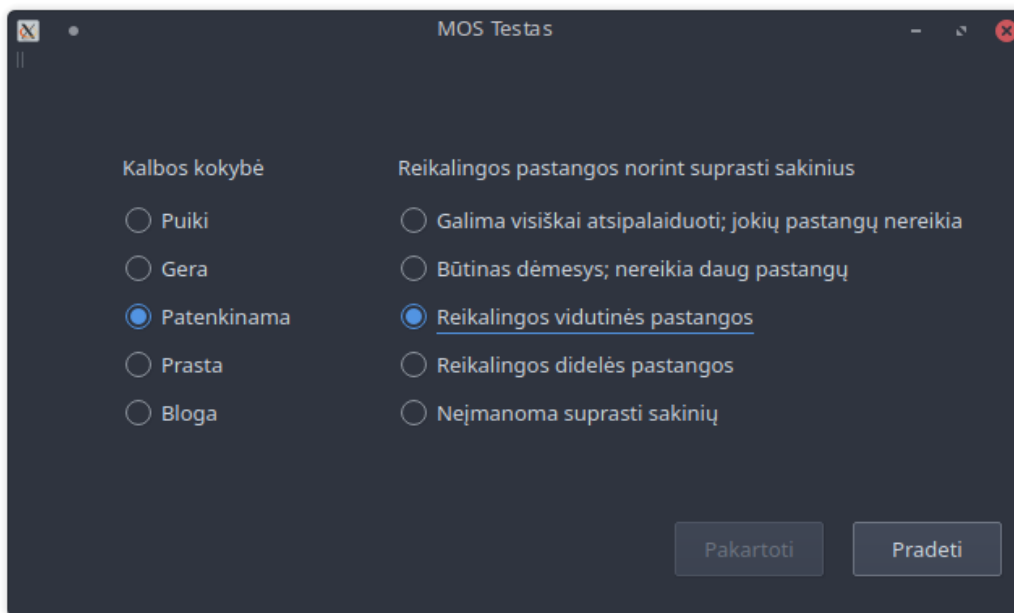 MOS Testas
Kalbos kokybė
Puiki
Gera
Patenkinama
Prasta
Bloga
Reikalingos pastangos norint suprasti sakinius
Galima visiškai atsipalaiduoti; jokių pastangų nereikia
Būtinas dėmesys; nereikia daug pastangų
Reikalingos vidutinės pastangos
Reikalingos didelės pastangos
Neįmanoma suprasti sakinių
Pakartoti
Pradeti